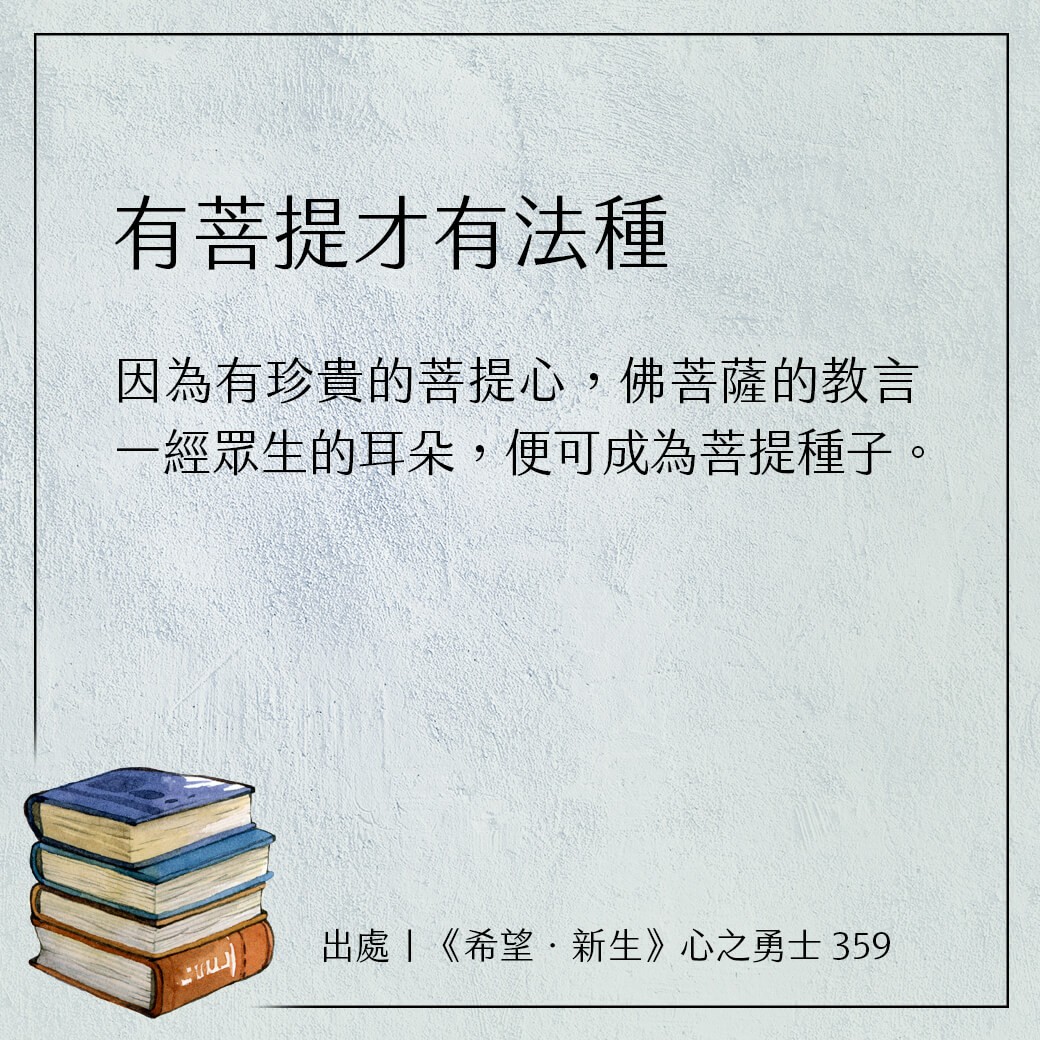 有菩提才有法種
因為有珍貴的菩提心，佛菩薩的教言
一經眾生的耳朵，便可成為菩提種子。
出處｜《希望．新生》心之勇士 359